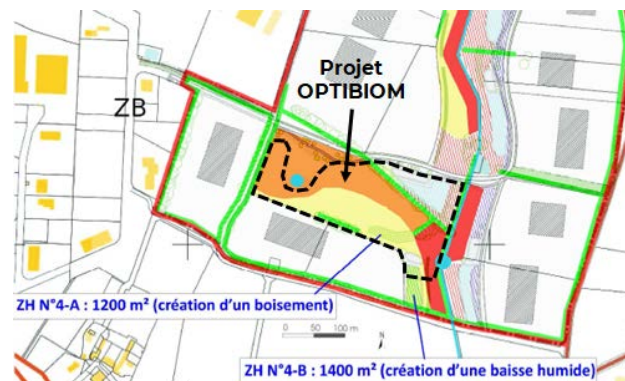 Projet
OPTIBIOM
ZB
ZH N°4-A : 1200 m² (création d'un boisement)
0 50 100 m
N
ZH N°4-B : 1400 m² (création d'une baisse humide)